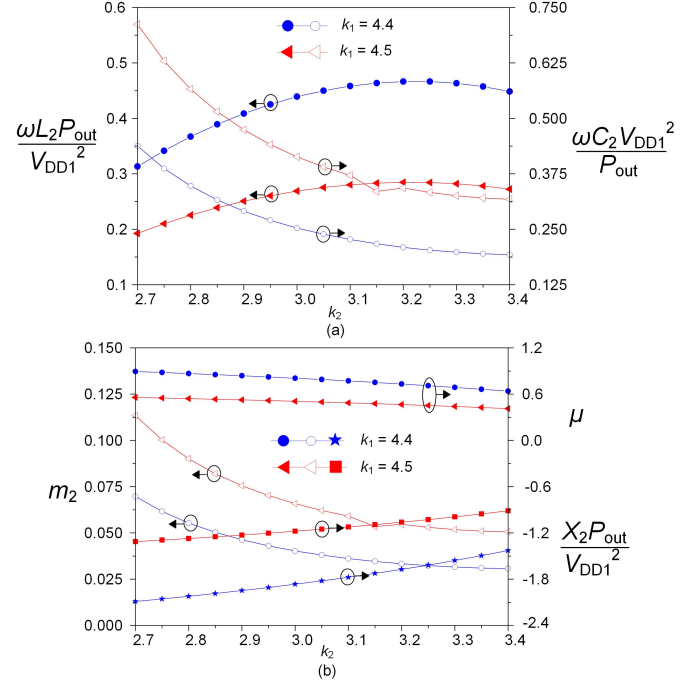 0.6
0.5
0.4
0.3
0.2
0.1
0.750
0.625
0.500
0.375
0.250
0.125
k₁ = 4.4
k₁ = 4.5
ωL₂Pout
VDD1²
ωC₂VDD1²
Pout
2.7 2.8 2.9 3.0 3.1 3.2 3.3 3.4
k₂
(a)
0.150
0.125
0.100
0.075
0.050
0.025
0.000
1.2
0.6
0.0
-0.6
-1.2
-1.8
-2.4
k₁ = 4.4
k₁ = 4.5
m₂
μ
X₂Pout
VDD1²
2.7 2.8 2.9 3.0 3.1 3.2 3.3 3.4
k₂
(b)